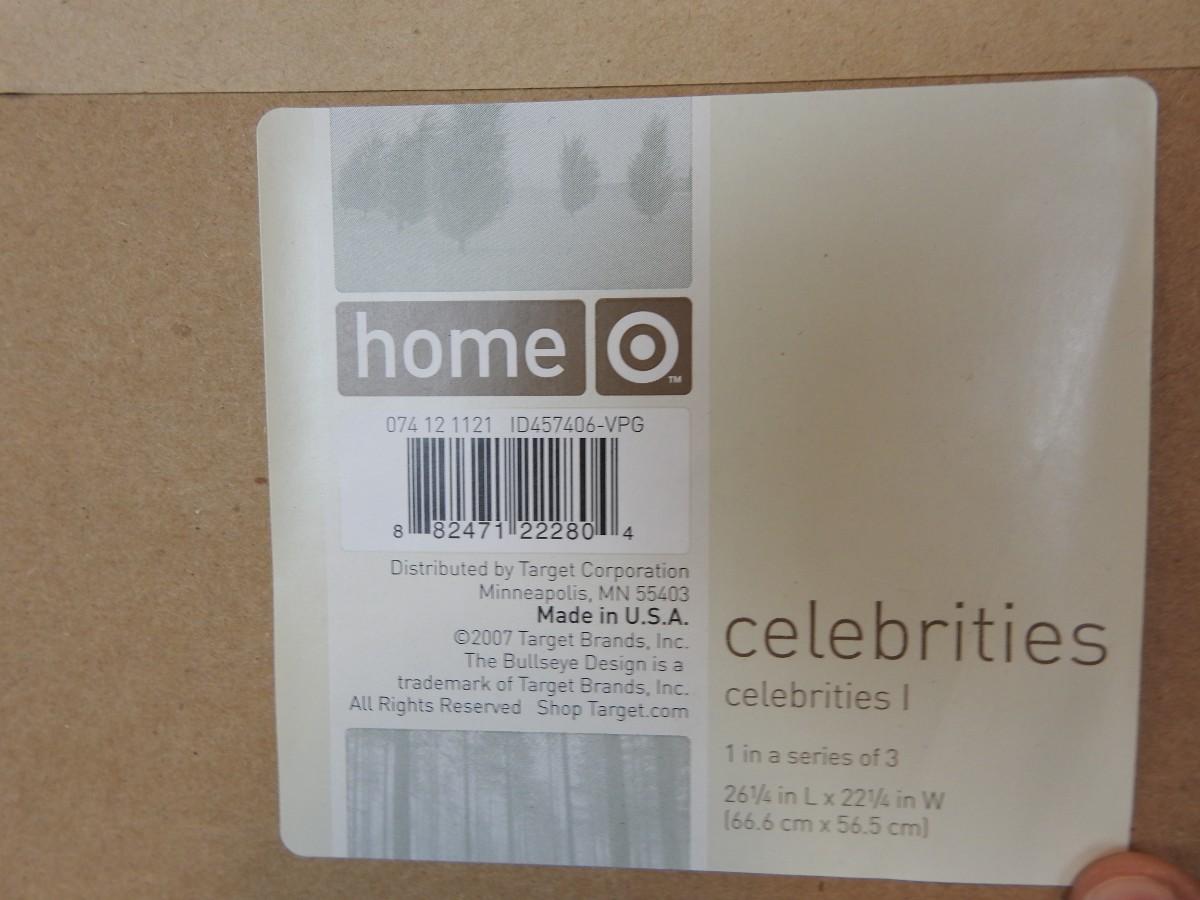 home
TM
074 12 1121 ID457406-VPG
8 82471 22280 4
Distributed by Target Corporation
Minneapolis, MN 55403
Made in U.S.A.
©2007 Target Brands, Inc.
The Bullseye Design is a
trademark of Target Brands, Inc.
All Rights Reserved Shop Target.com
celebrities
celebrities I
1 in a series of 3
26¼ in L x 22¼ in W
(66.6 cm x 56.5 cm)